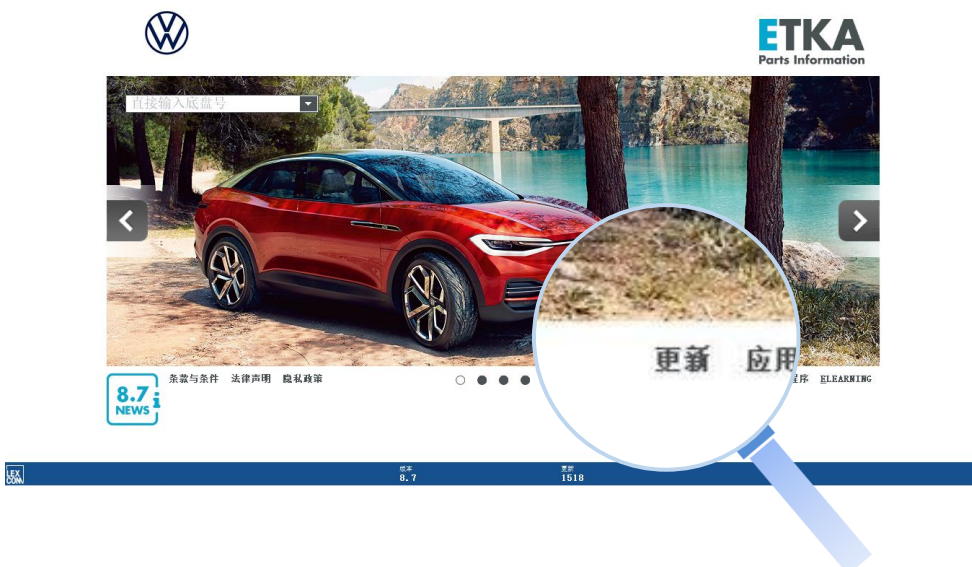 ETKA
Parts Information
直接输入底盘号
更新 应用
条款与条件 法律声明 隐私政策
程序 ELEARNING
8.7 i
NEWS
LEX
COM
版本
8.7
更新
1518